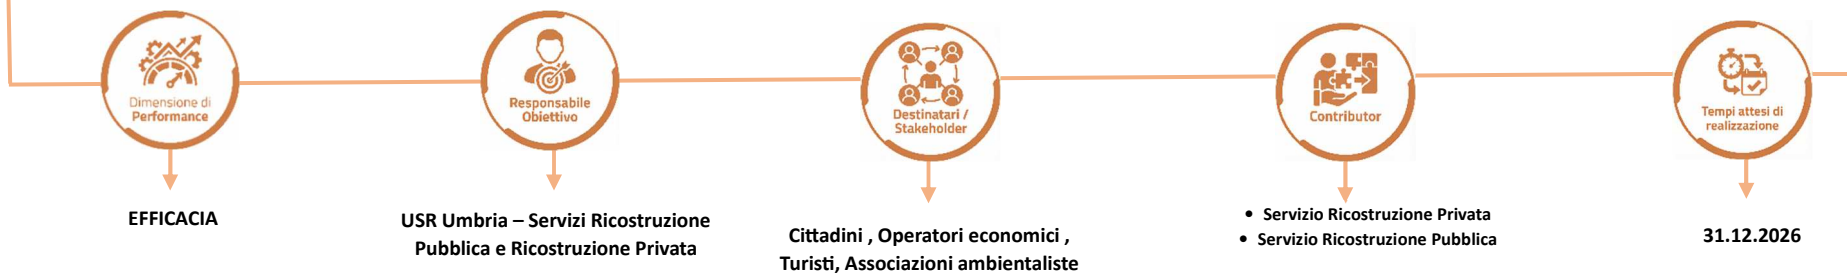 Dimensione di
Performance
EFFICACIA
Responsabile
Obiettivo
USR Umbria – Servizi Ricostruzione
Pubblica e Ricostruzione Privata
Destinatari /
Stakeholder
Cittadini , Operatori economici ,
Turisti, Associazioni ambientaliste
Contributor
• Servizio Ricostruzione Privata
• Servizio Ricostruzione Pubblica
Tempi attesi di
realizzazione
31.12.2026